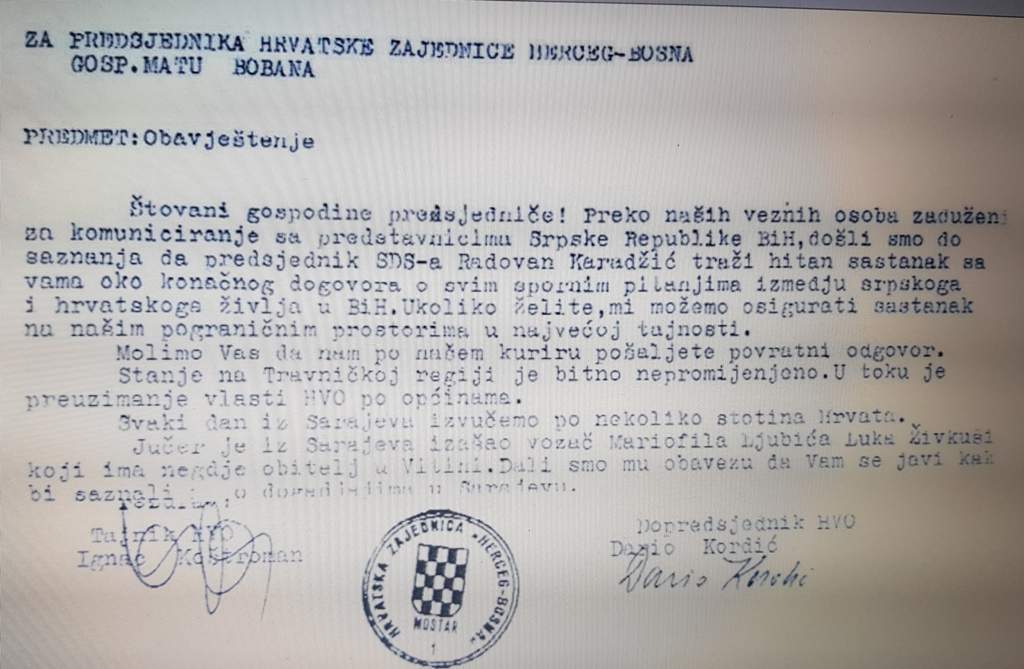 ZA PREDSJEDNIKA HRVATSKE ZAJEDNICE HERCEG-BOSNA
GOSP.MATU BOBANA
PREDMET:Obavještenje
Štovani gospodine predsjedniče! Preko naših veznih osoba zaduženi
za komuniciranje sa predstavnicima Srpske Republike BiH,došli smo do
saznanja da predsjednik SDS-a Radovan Karadžić traži hitan sastanak sa
vama oko konačnog dogovora o svim spornim pitanjima izmedju srpskoga
i hrvatskoga življa u BiH.Ukoliko želite,mi možemo osigurati sastanak
na našim pograničnim prostorima u najvećoj tajnosti.
Molimo Vas da nam po našem kuriru pošaljete povratni odgovor.
Stanje na Travničkoj regiji je bitno nepromijenjeno.U toku je
preuzimanje vlasti HVO po općinama.
Svaki dan iz Sarajeva izvučemo po nekoliko stotina Hrvata.
Jučer je iz Sarajeva izašao vozač Mariofila Ljubića Luka Živkuši
koji ima negdje obitelj u Vitini.Dali smo mu obavezu da Vam se javi kak
bi saznali o dogadjajima u Sarajevu.
Tajnik HVO
Ignac Koštroman
HRVATSKA ZAJEDNICA "HERCEG-BOSNA"
MOSTAR
1
Dopredsjednik HVO
Dario Kordić
Dario Kordić